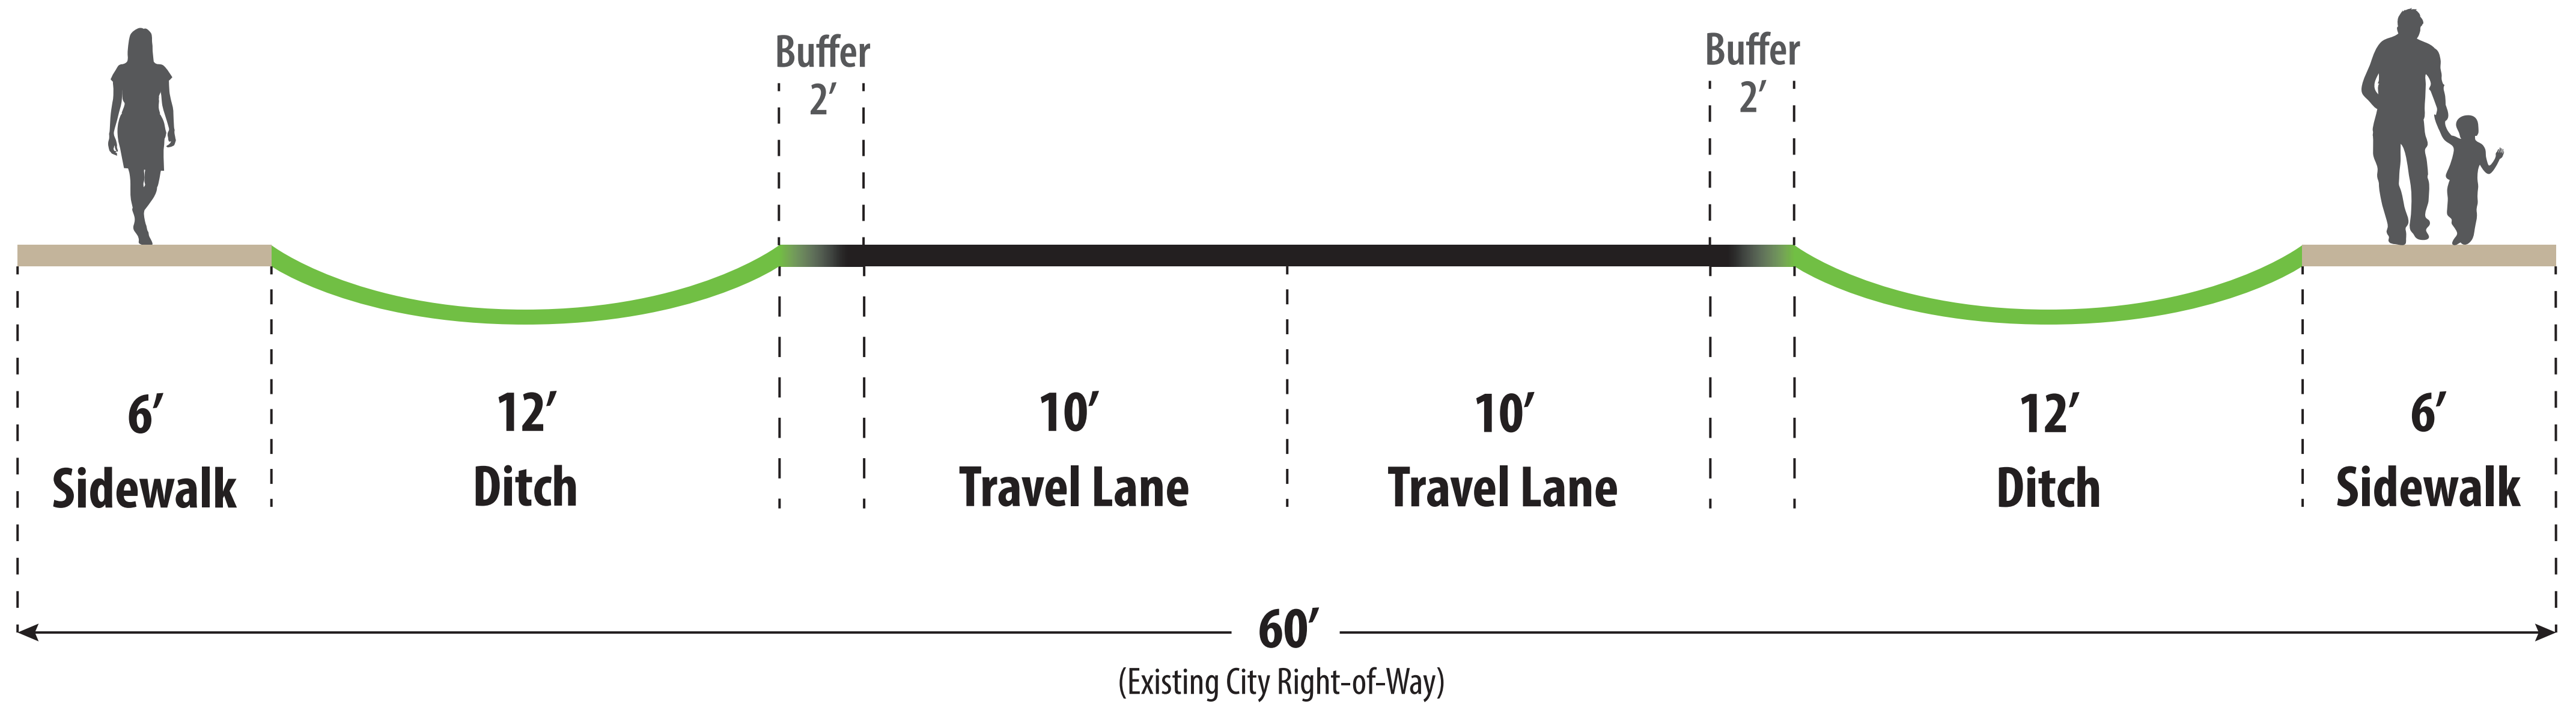 Buffer
2’
Buffer
2’
6’
Sidewalk
12’
Ditch
10’
Travel Lane
10’
Travel Lane
12’
Ditch
6’
Sidewalk
60’
(Existing City Right-of-Way)